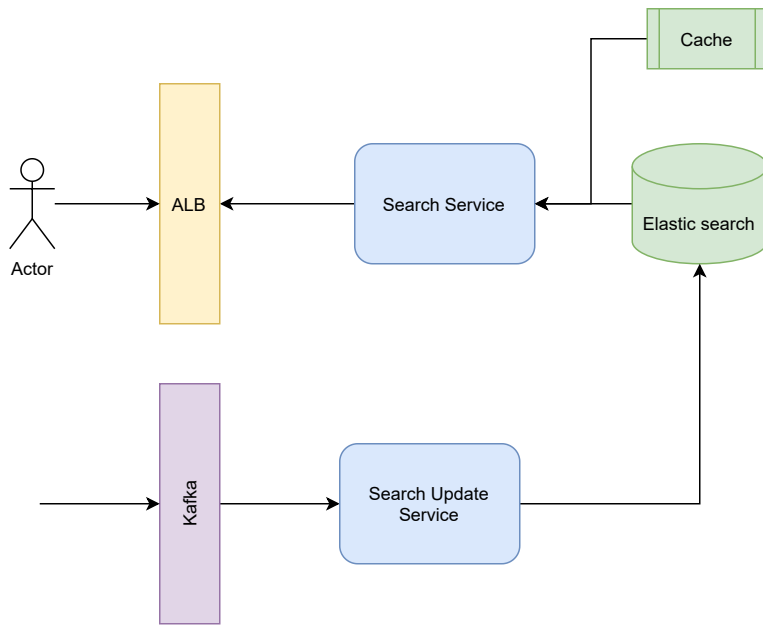 Cache
ALB
Search Service
Elastic search
Actor
Kafka
Search Update
Service